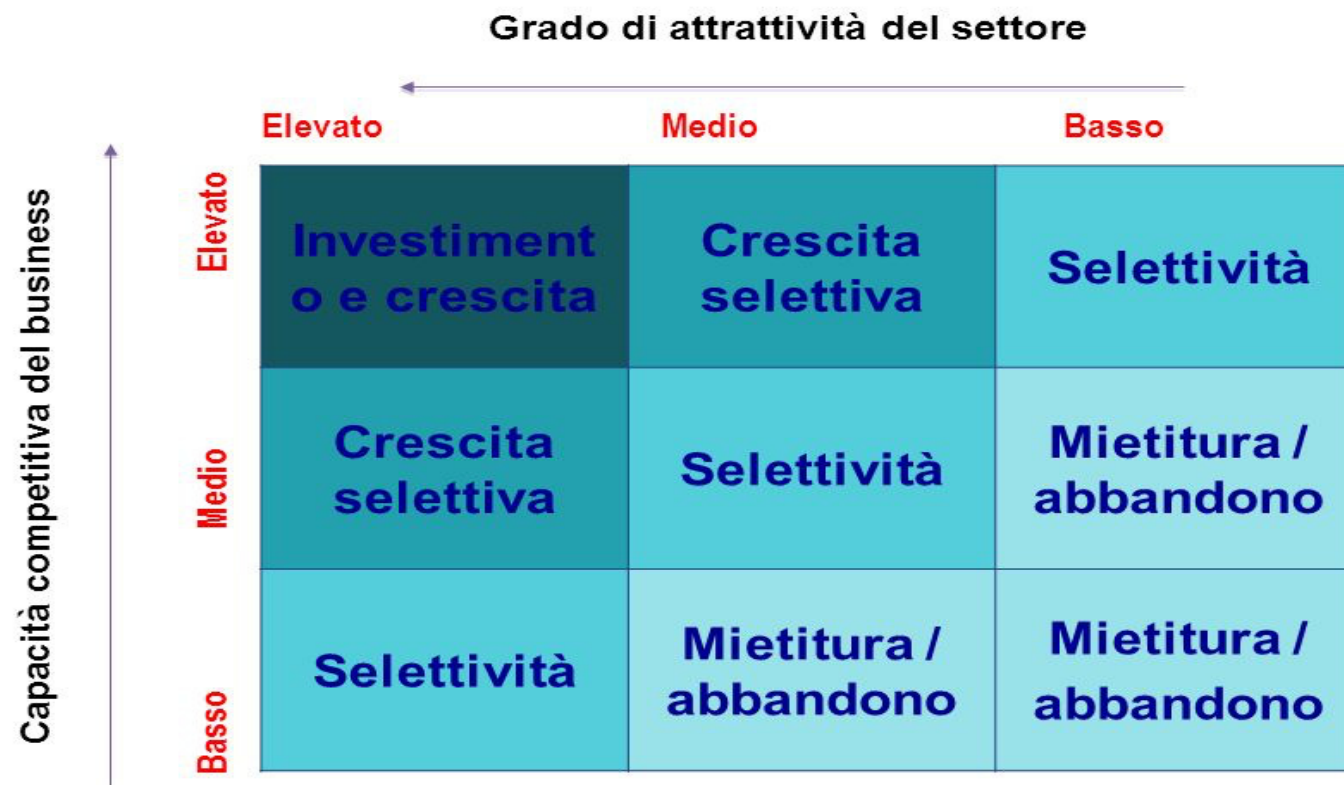 Grado di attrattività del settore
Elevato Medio Basso
Capacità competitiva del business
Elevato
Investiment
o e crescita
Crescita
selettiva
Selettività
Medio
Crescita
selettiva
Selettività
Mietitura /
abbandono
Basso
Selettività
Mietitura /
abbandono
Mietitura /
abbandono